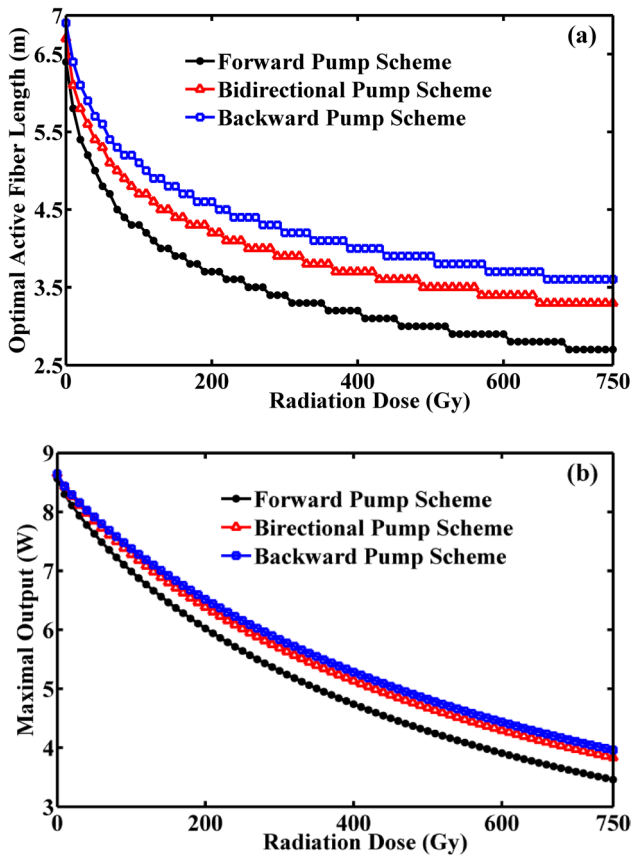 7
6.5
5.5
4.5
3.5
2.5
Optimal Active Fiber Length (m)
(a)
Forward Pump Scheme
Bidirectional Pump Scheme
Backward Pump Scheme
0
200
400
600
750
Radiation Dose (Gy)
9
8
7
6
5
4
3
Maximal Output (W)
(b)
Forward Pump Scheme
Birectional Pump Scheme
Backward Pump Scheme
0
200
400
600
750
Radiation Dose (Gy)